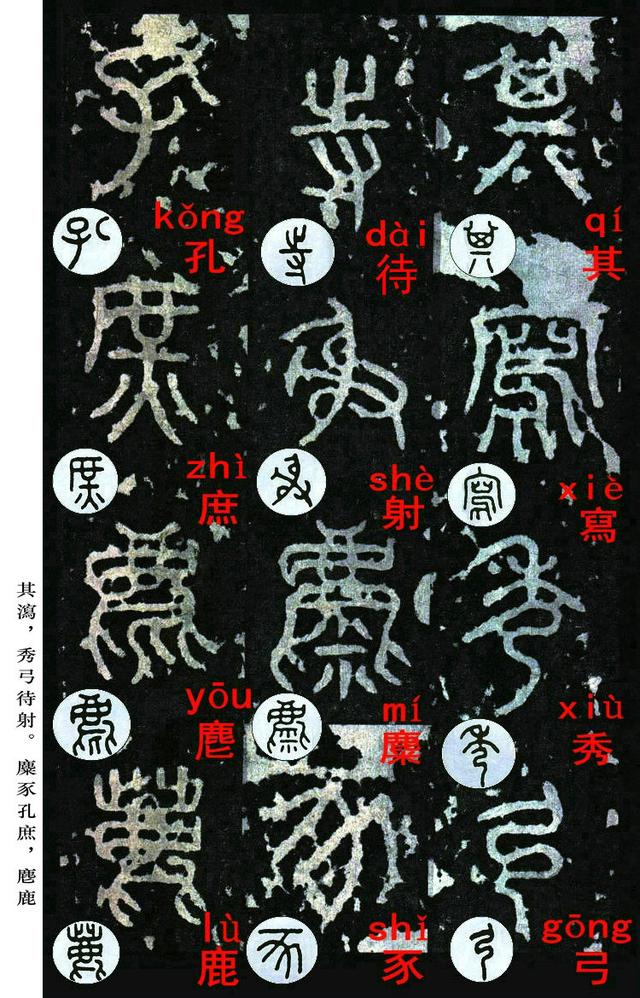 qí
其
xiè
寫
xiù
秀
gōng
弓
dài
待
shè
射
mí
麋
shǐ
豕
kǒng
孔
zhì
庶
yōu
麀
lù
鹿
其瀉，秀弓待射。麋豕孔庶，麀鹿